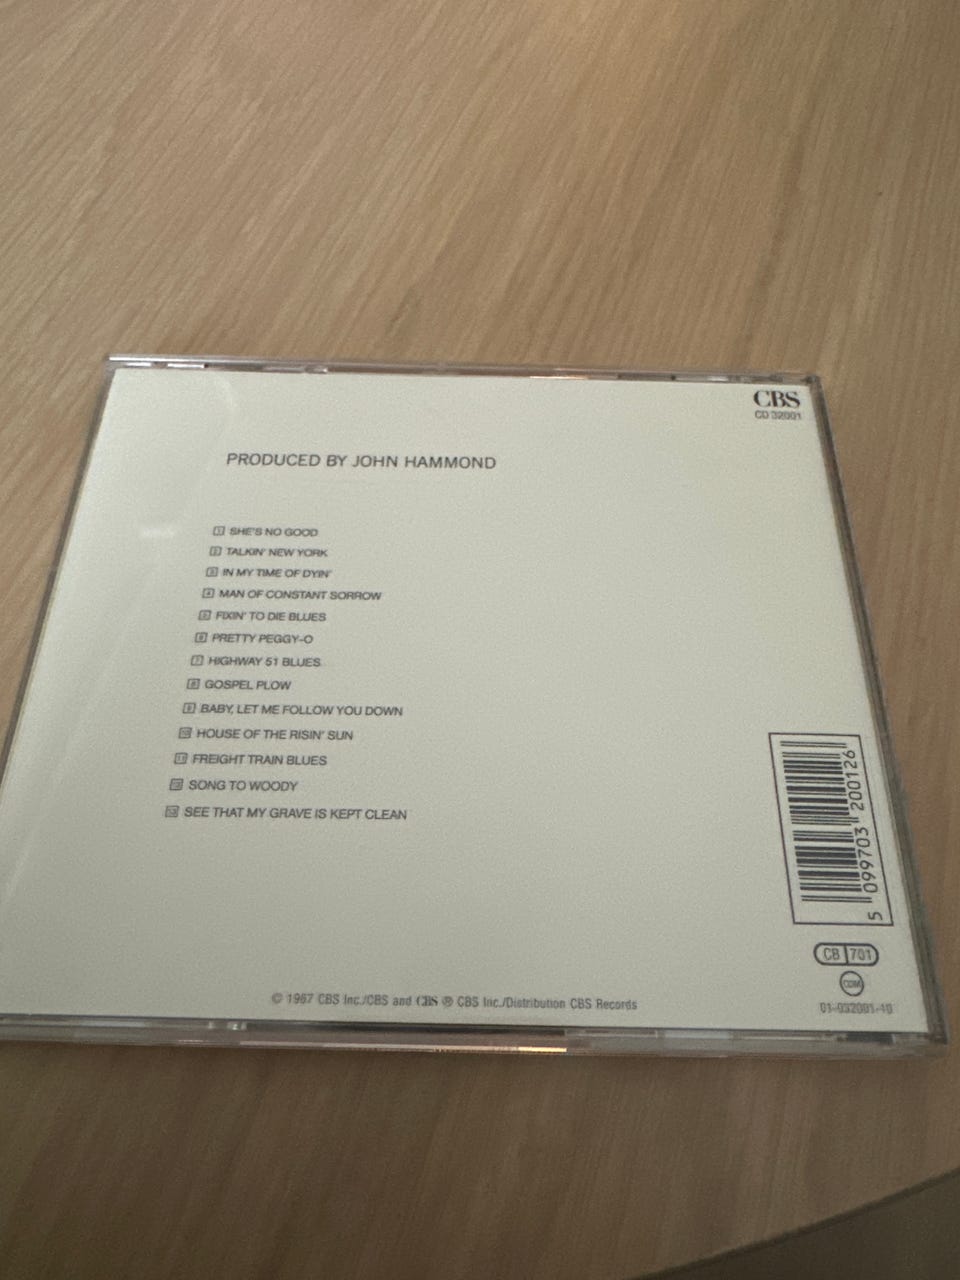 CBS
CD 32001
PRODUCED BY JOHN HAMMOND
1 SHE'S NO GOOD
2 TALKIN' NEW YORK
3 IN MY TIME OF DYIN'
4 MAN OF CONSTANT SORROW
5 FIXIN' TO DIE BLUES
6 PRETTY PEGGY-O
7 HIGHWAY 51 BLUES
8 GOSPEL PLOW
9 BABY, LET ME FOLLOW YOU DOWN
10 HOUSE OF THE RISIN' SUN
11 FREIGHT TRAIN BLUES
12 SONG TO WOODY
13 SEE THAT MY GRAVE IS KEPT CLEAN
5 099703 200126
CB 701
CDM
01-032001-10
© 1967 CBS Inc./CBS and CBS ℗ CBS Inc./Distribution CBS Records